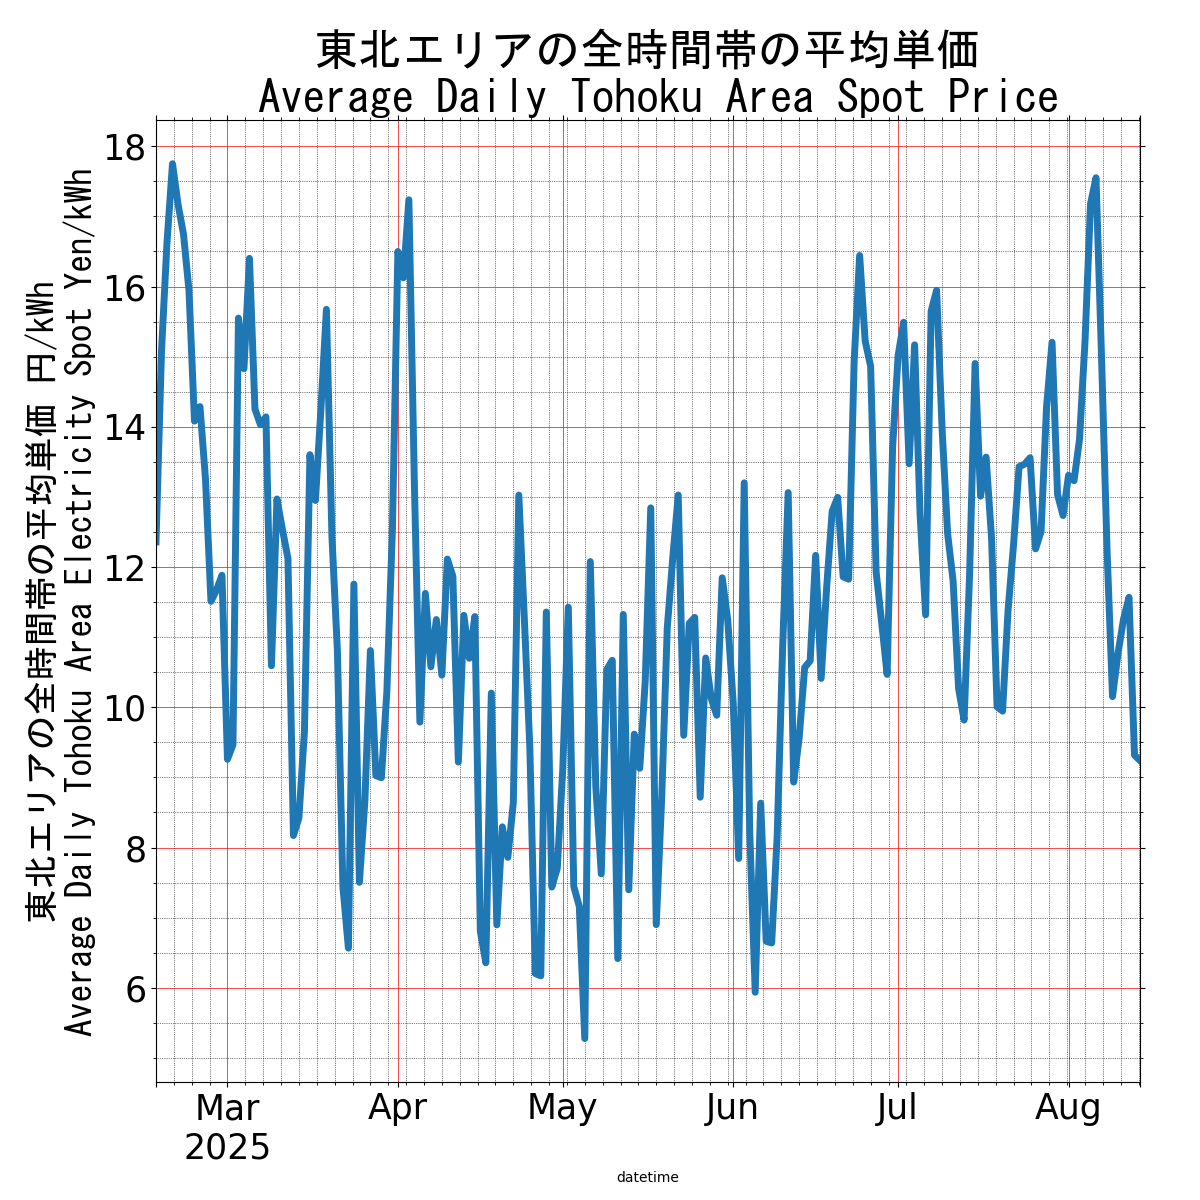 東北エリアの全時間帯の平均単価
Average Daily Tohoku Area Spot Price
東北エリアの全時間帯の平均単価 円/kWh
Average Daily Tohoku Area Electricity Spot Yen/kWh
18
16
14
12
10
8
6
Mar
2025
Apr
May
Jun
Jul
Aug
datetime